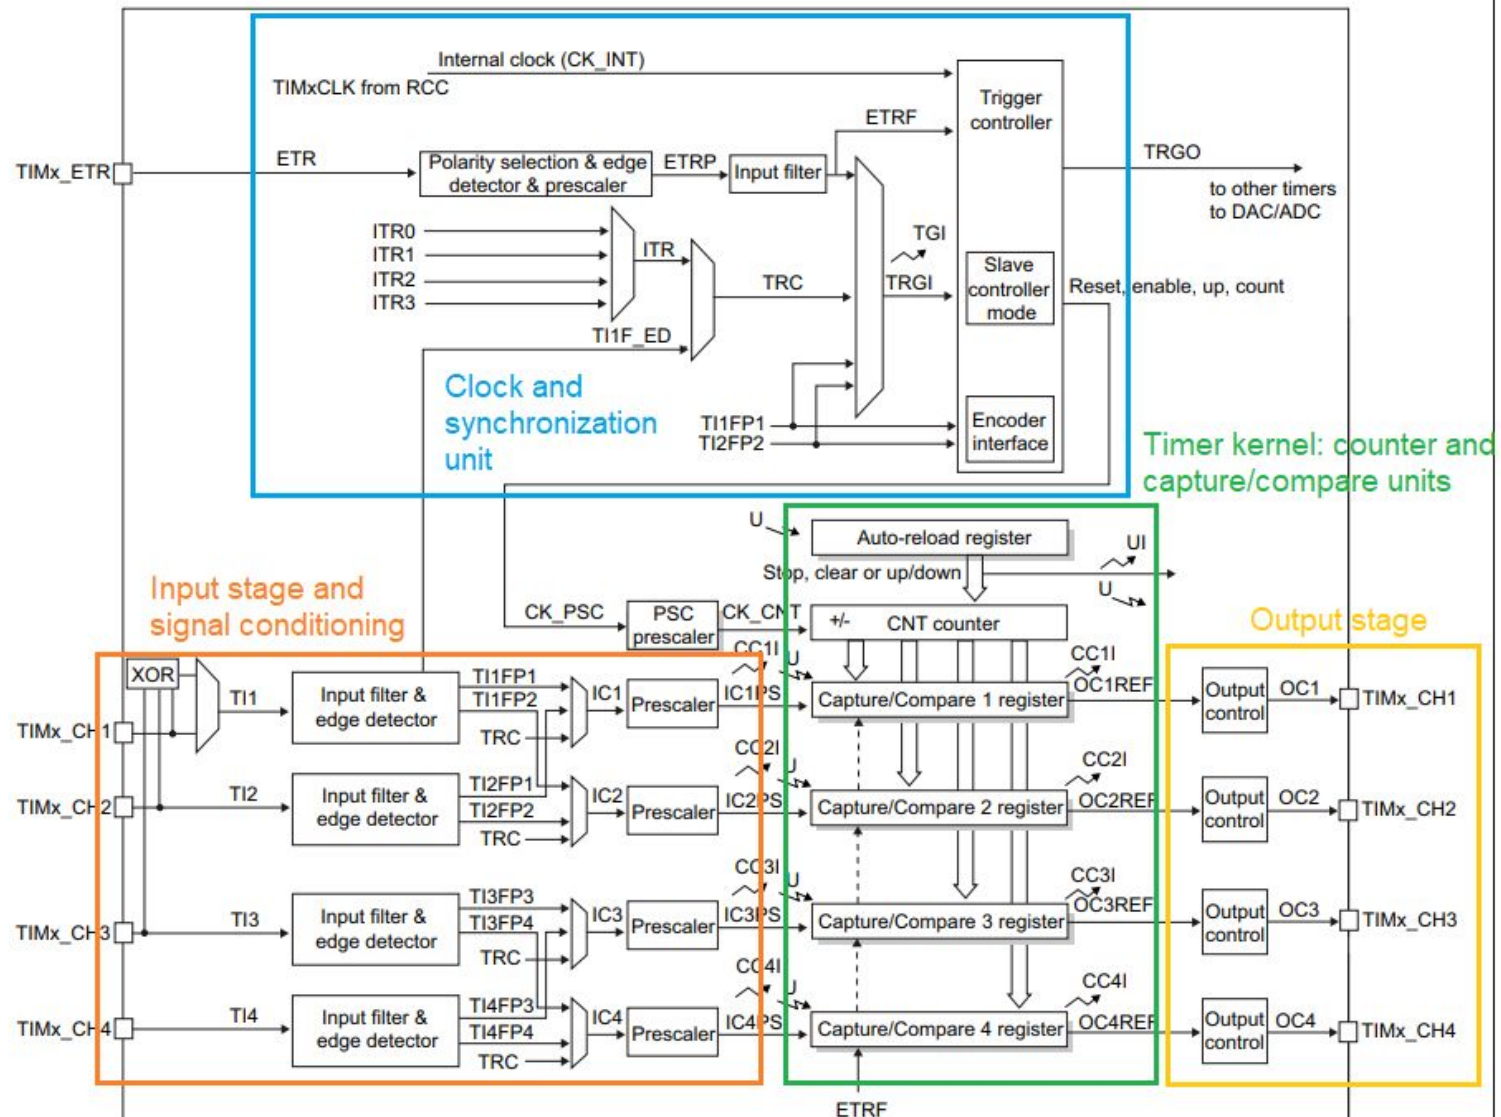 Internal clock (CK_INT)
TIMxCLK from RCC
Trigger
controller
ETRF
TRGO
to other timers
to DAC/ADC
TIMx_ETR
ETR
Polarity selection & edge
detector & prescaler
ETRP
Input filter
ITR0
ITR1
ITR2
ITR3
ITR
TI1F_ED
TRC
TGI
TRGI
Slave
controller
mode
Reset, enable, up, count
Clock and
synchronization
unit
TI1FP1
TI2FP2
Encoder
interface
Timer kernel: counter and
capture/compare units
U
Auto-reload register
UI
Stop, clear or up/down
U
Input stage and
signal conditioning
CK_PSC
PSC
prescaler
CK_CNT
+/-
CNT counter
Output stage
XOR
TIMx_CH1
TI1
Input filter &
edge detector
TI1FP1
TI1FP2
TRC
IC1
Prescaler
CC1I
U
IC1PS
Capture/Compare 1 register
CC1I
OC1REF
Output
control
OC1
TIMx_CH1
TIMx_CH2
TI2
Input filter &
edge detector
TI2FP1
TI2FP2
TRC
IC2
Prescaler
CC2I
U
IC2PS
Capture/Compare 2 register
CC2I
OC2REF
Output
control
OC2
TIMx_CH2
TIMx_CH3
TI3
Input filter &
edge detector
TI3FP3
TI3FP4
TRC
IC3
Prescaler
CC3I
U
IC3PS
Capture/Compare 3 register
CC3I
OC3REF
Output
control
OC3
TIMx_CH3
TIMx_CH4
TI4
Input filter &
edge detector
TI4FP3
TI4FP4
TRC
IC4
Prescaler
CC4I
U
IC4PS
Capture/Compare 4 register
CC4I
OC4REF
Output
control
OC4
TIMx_CH4
ETRF